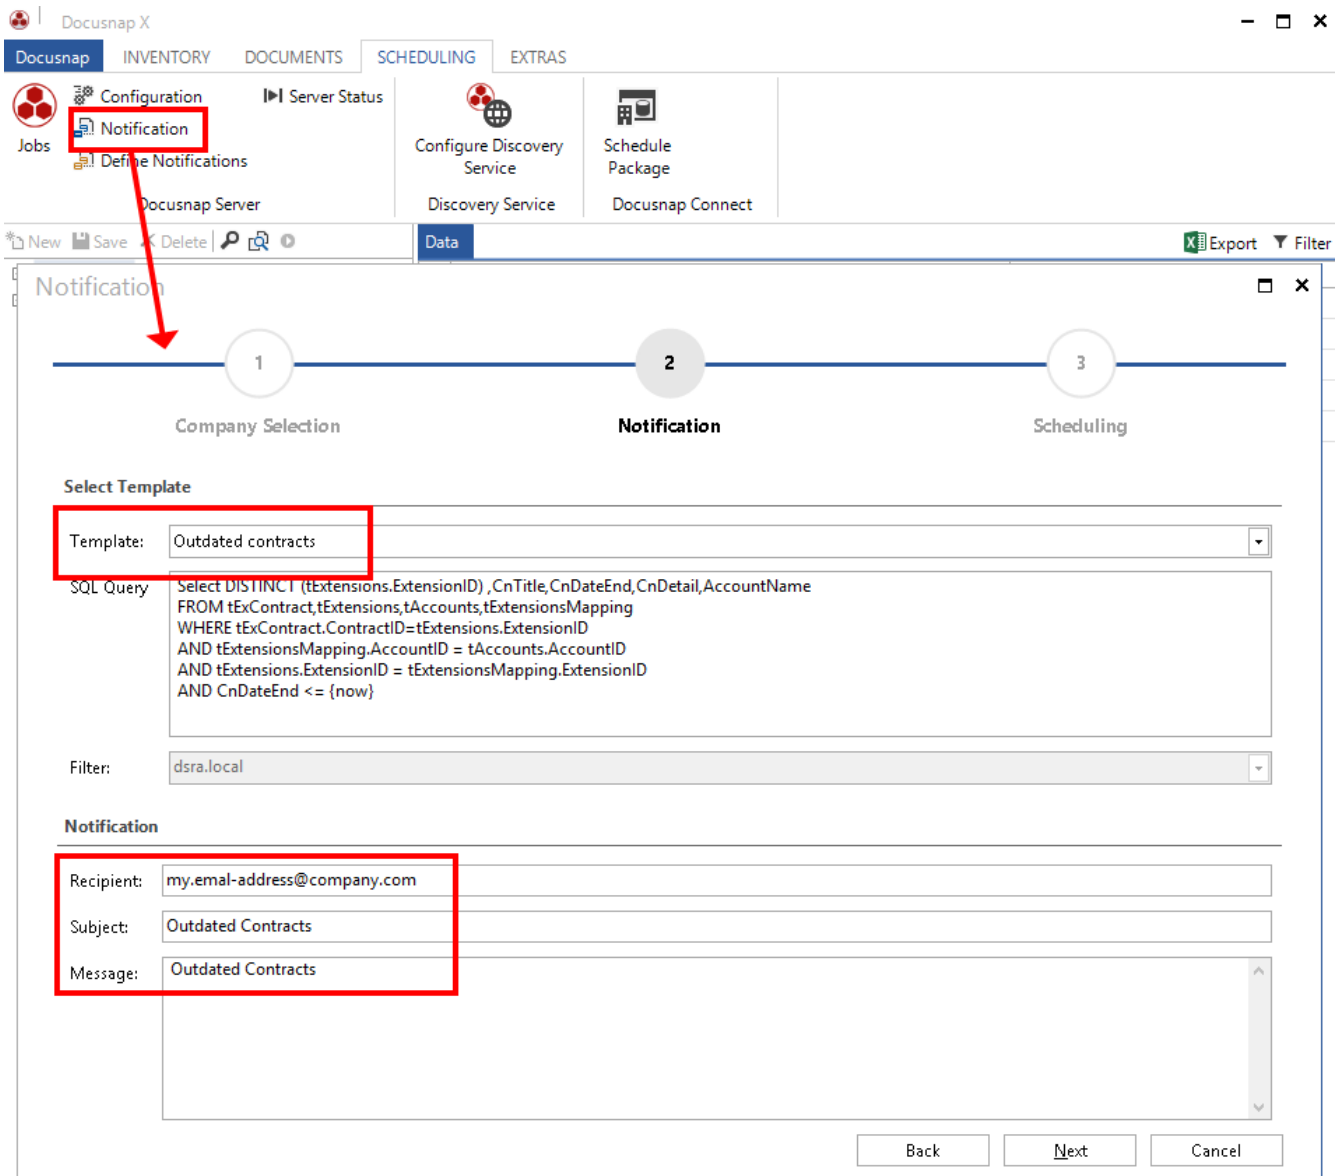 Docusnap X
Docusnap INVENTORY DOCUMENTS SCHEDULING EXTRAS
Configuration Server Status
Notification
Jobs
Define Notifications
Configure Discovery Service
Schedule Package
Docusnap Server Discovery Service Docusnap Connect
New Save Delete Data Export Filter
Notification
1 2 3
Company Selection Notification Scheduling
Select Template
Template: Outdated contracts
SQL Query Select DISTINCT (tExtensions.ExtensionID) ,CnTitle,CnDateEnd,CnDetail,AccountName
FROM tExContract,tExtensions,tAccounts,tExtensionsMapping
WHERE tExContract.ContractID=tExtensions.ExtensionID
AND tExtensionsMapping.AccountID = tAccounts.AccountID
AND tExtensions.ExtensionID = tExtensionsMapping.ExtensionID
AND CnDateEnd <= {now}
Filter: dsra.local
Notification
Recipient: my.emal-address@company.com
Subject: Outdated Contracts
Message: Outdated Contracts
Back Next Cancel